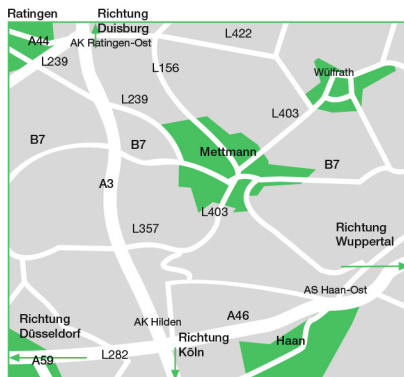 Ratingen
Richtung
Duisburg
A44
AK Ratingen-Ost
L422
L239
L156
Wülfrath
L239
L403
B7
B7
Mettmann
B7
A3
L403
L357
Richtung
Wuppertal
AS Haan-Ost
Richtung
Düsseldorf
AK Hilden
A46
Richtung
Köln
Haan
L282
A59